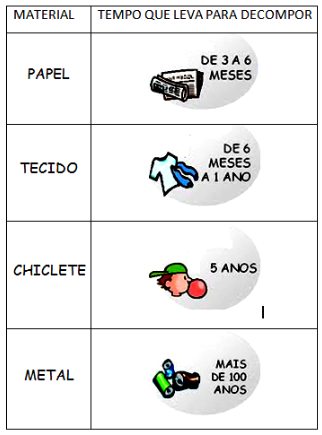 MATERIAL TEMPO QUE LEVA PARA DECOMPOR
PAPEL
DE 3 A 6
MESES
TECIDO
DE 6
MESES
A 1 ANO
CHICLETE
5 ANOS
METAL
MAIS
DE 100
ANOS